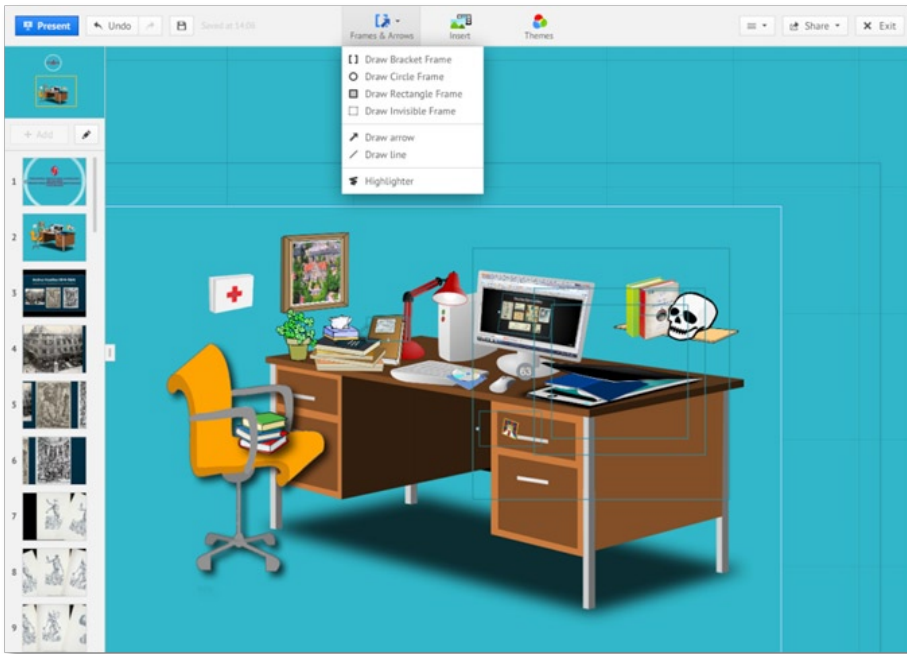 Present
Undo
Saved at 14:08
Frames & Arrows
Insert
Themes
Share
Exit
Draw Bracket Frame
Draw Circle Frame
Draw Rectangle Frame
Draw Invisible Frame
Draw arrow
Draw line
Highlighter
+ Add
1
2
3
4
5
6
7
8
9